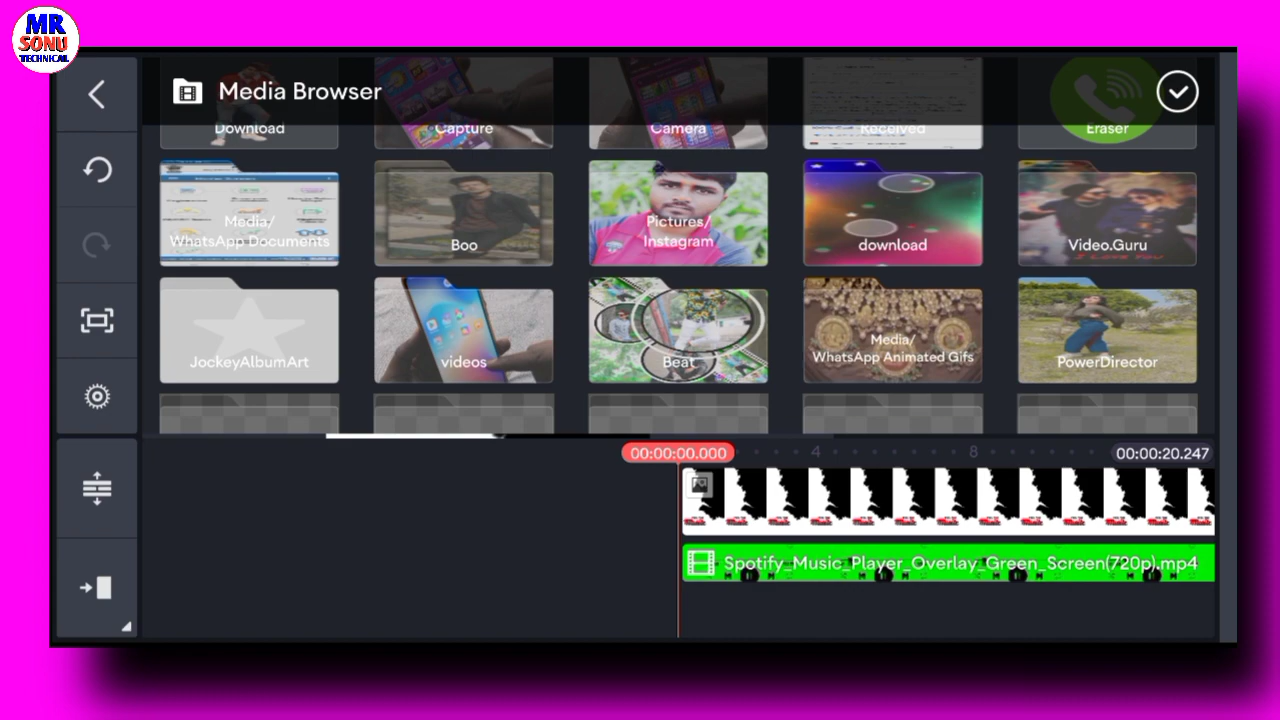 MR
SONU
TECHNICAL
Media Browser
Download
Capture
Camera
Received
Eraser
Media/
WhatsApp Documents
Boo
Pictures/
Instagram
download
Video.Guru
I LOVE YOU
JockeyAlbumArt
videos
Beat
Media/
WhatsApp Animated Gifs
PowerDirector
00:00:00.000
4
8
00:00:20.247
Spotify_Music_Player_Overlay_Green_Screen(720p).mp4